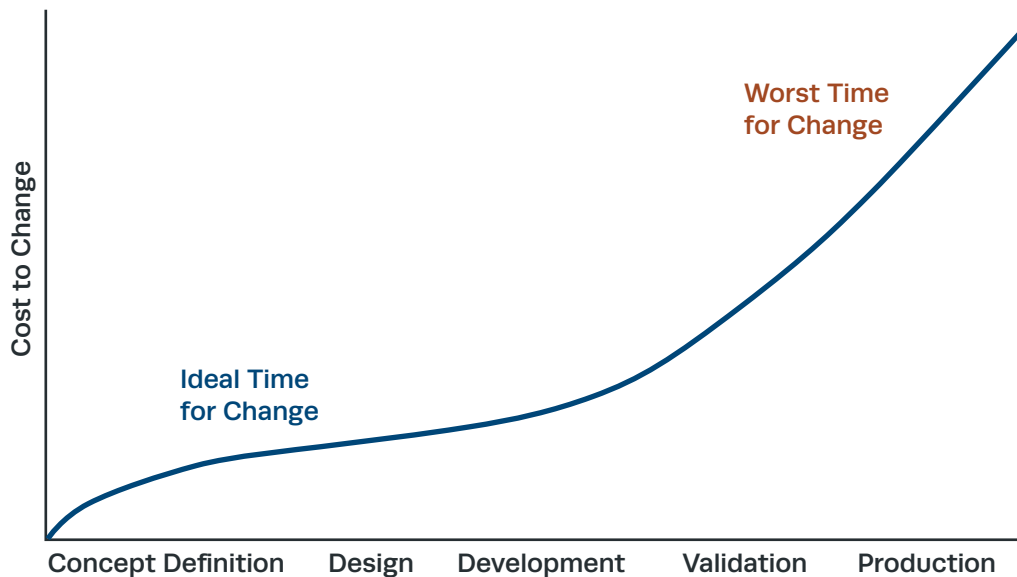 Worst Time
for Change
Cost to Change
Ideal Time
for Change
Concept Definition Design Development Validation Production